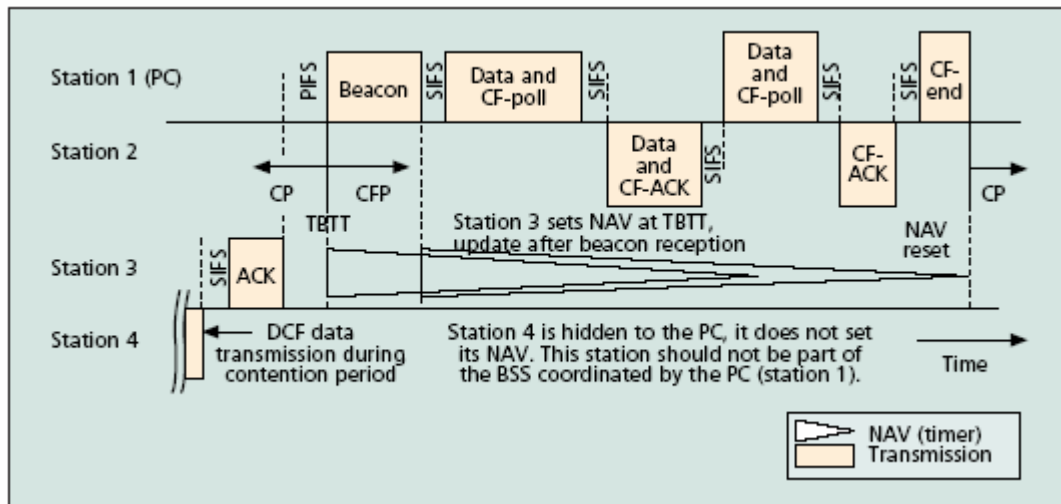 Station 1 (PC)
PIFS
Beacon
SIFS
Data and
CF-poll
SIFS
Data
and
CF-poll
SIFS
SIFS
CF-
end
Station 2
CP
CFP
Data
and
CF-ACK
SIFS
CF-
ACK
CP
TBTT
Station 3 sets NAV at TBTT,
update after beacon reception
NAV
reset
Station 3
SIFS
ACK
Station 4
DCF data
transmission during
contention period
Station 4 is hidden to the PC, it does not set
its NAV. This station should not be part of
the BSS coordinated by the PC (station 1).
Time
NAV (timer)
Transmission